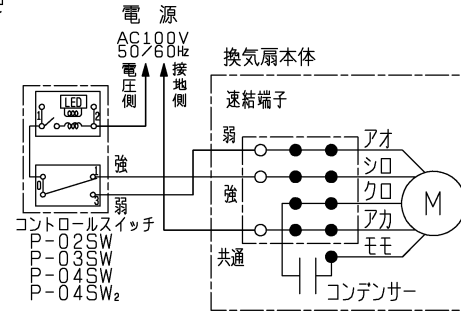 電 源
AC100V
50/60Hz
電圧側
接地側
換気扇本体
速結端子
LED
1
2
弱
アオ
強
シロ
0
1
3
強
クロ
M
弱
アカ
コントロールスイッチ
P-02SW
P-03SW
P-04SW
P-04SW₂
共通
モモ
コンデンサー